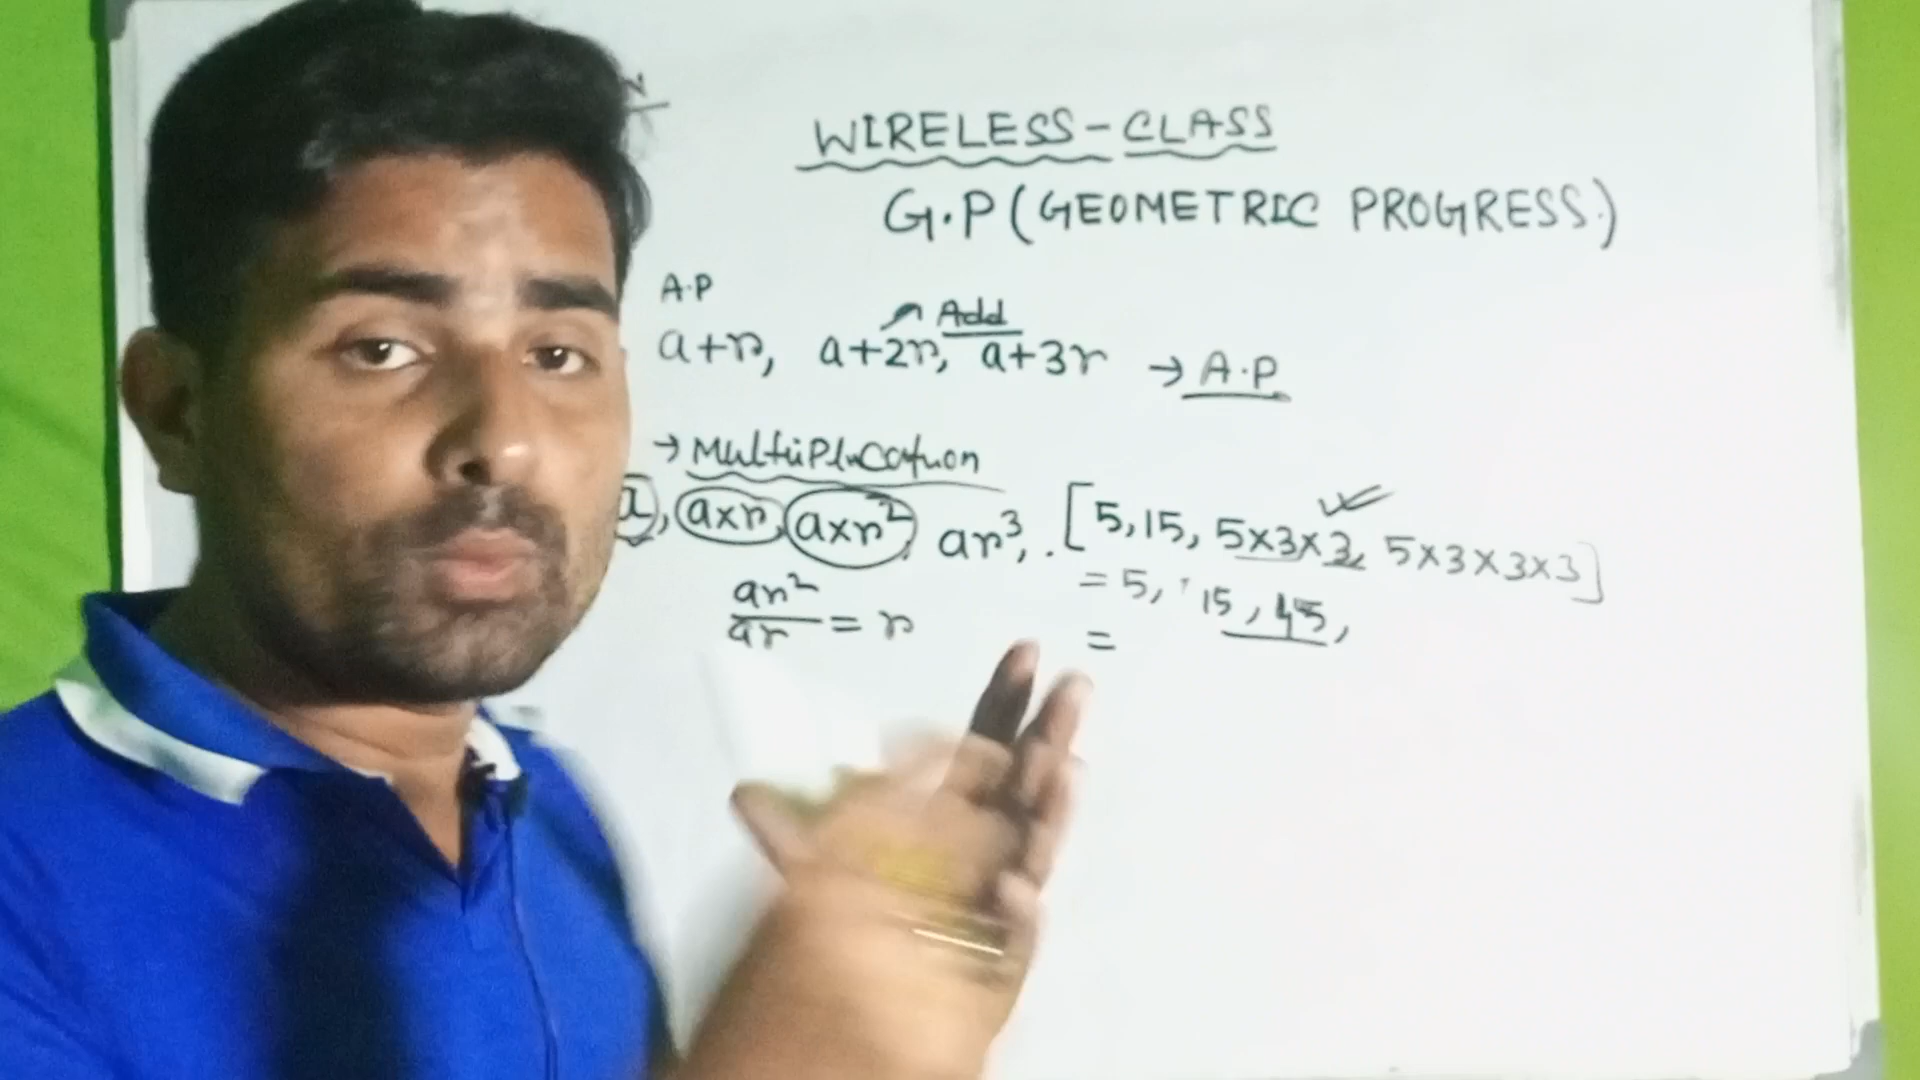 WIRELESS-CLASS
G.P (GEOMETRIC PROGRESS.)
A.P
Add
a+r, a+2r, a+3r → A.P
→ Multiplication
a, axr, axr², ar³, . [5,15, 5x3x3, 5x3x3x3]
= 5, 15, 45,
ar²/ar = r
=